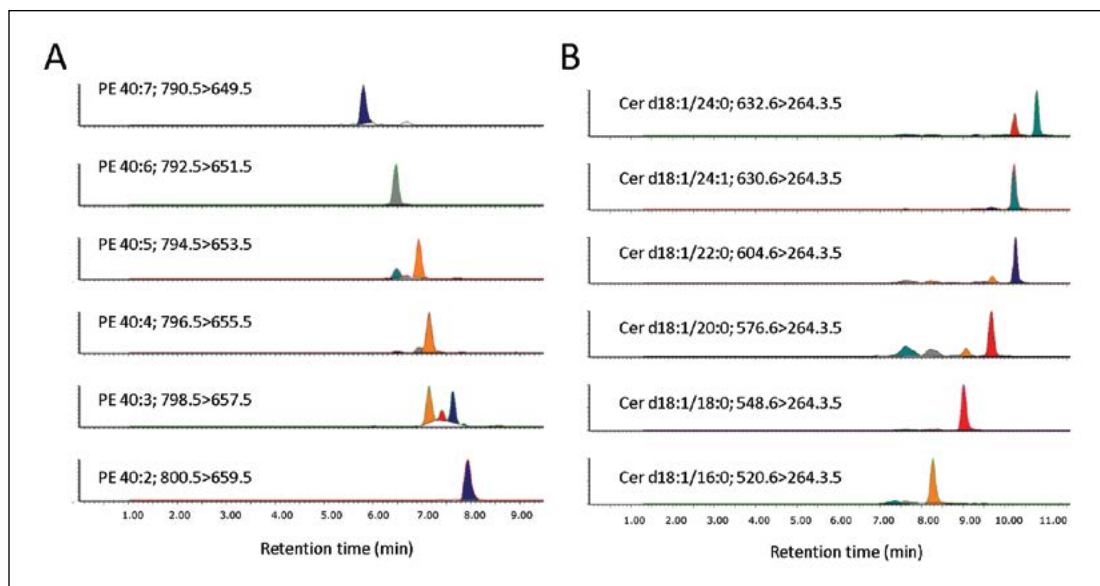 A
PE 40:7; 790.5>649.5
PE 40:6; 792.5>651.5
PE 40:5; 794.5>653.5
PE 40:4; 796.5>655.5
PE 40:3; 798.5>657.5
PE 40:2; 800.5>659.5
1.00 2.00 3.00 4.00 5.00 6.00 7.00 8.00 9.00
Retention time (min)
B
Cer d18:1/24:0; 632.6>264.3.5
Cer d18:1/24:1; 630.6>264.3.5
Cer d18:1/22:0; 604.6>264.3.5
Cer d18:1/20:0; 576.6>264.3.5
Cer d18:1/18:0; 548.6>264.3.5
Cer d18:1/16:0; 520.6>264.3.5
1.00 2.00 3.00 4.00 5.00 6.00 7.00 8.00 9.00 10.00 11.00
Retention time (min)